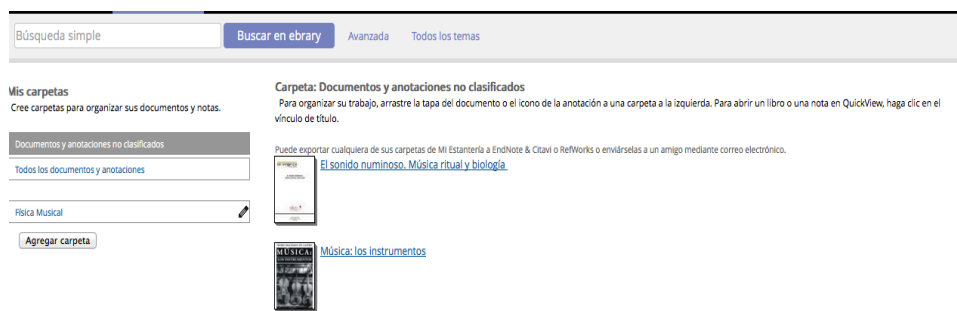 Búsqueda simple
Buscar en ebrary
Avanzada
Todos los temas
Mis carpetas
Cree carpetas para organizar sus documentos y notas.
Documentos y anotaciones no clasificados
Todos los documentos y anotaciones
Física Musical
Agregar carpeta
Carpeta: Documentos y anotaciones no clasificados
Para organizar su trabajo, arrastre la tapa del documento o el icono de la anotación a una carpeta a la izquierda. Para abrir un libro o una nota en QuickView, haga clic en el
vínculo de título.
Puede exportar cualquiera de sus carpetas de Mi Estantería a EndNote & Citavi o RefWorks o enviárselas a un amigo mediante correo electrónico.
El sonido numinoso. Música ritual y biología
MÚSICA:
LOS INSTRUMENTOS
Música: los instrumentos